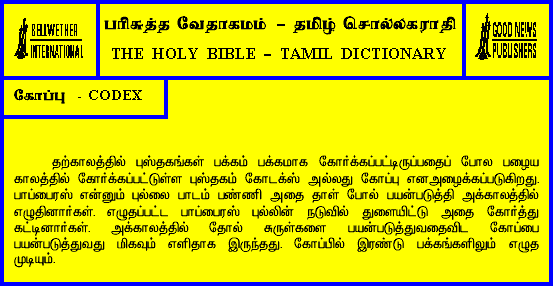 BELLWETHER
INTERNATIONAL
பரிசுத்த வேதாகமம் – தமிழ் சொல்லகராதி
THE HOLY BIBLE – TAMIL DICTIONARY
GOOD NEWS
PUBLISHERS
கோப்பு - CODEX
தற்காலத்தில் புஸ்தகங்கள் பக்கம் பக்கமாக கோர்க்கப்பட்டிருப்பதைப் போல பழைய
காலத்தில் கோர்க்கப்பட்டுள்ள புஸ்தகம் கோடக்ஸ் அல்லது கோப்பு எனஅழைக்கப்படுகிறது.
பாப்பைரஸ் என்னும் புல்லை பாடம் பண்ணி அதை தாள் போல் பயன்படுத்தி அக்காலத்தில்
எழுதினார்கள். எழுதப்பட்ட பாப்பைரஸ் புல்லின் நடுவில் துளையிட்டு அதை கோர்த்து
கட்டினார்கள். அக்காலத்தில் தோல் சுருள்களை பயன்படுத்துவதைவிட கோப்பை
பயன்படுத்துவது மிகவும் எளிதாக இருந்தது. கோப்பில் இரண்டு பக்கங்களிலும் எழுத
முடியும்.